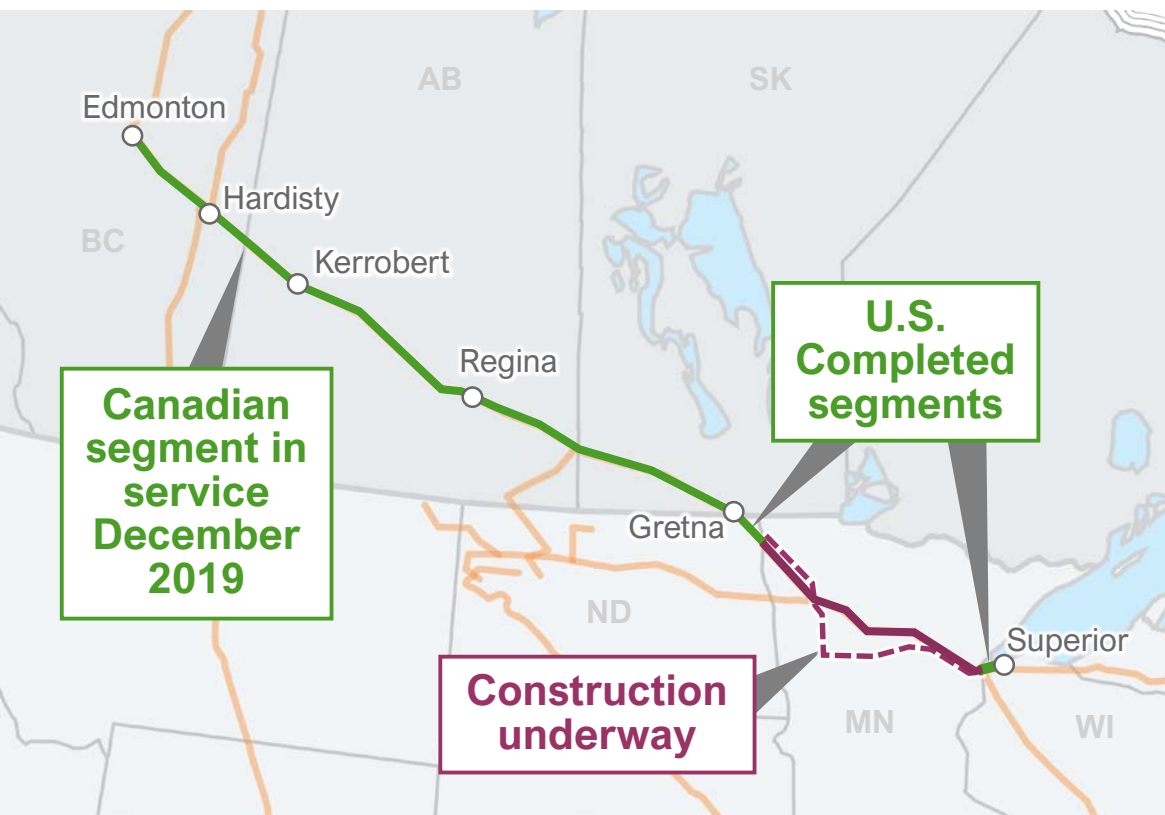 AB
SK
Edmonton
Hardisty
BC
Kerrobert
U.S.
Completed
segments
Regina
Canadian
segment in
service
December
2019
Gretna
ND
Superior
Construction
underway
MN
WI